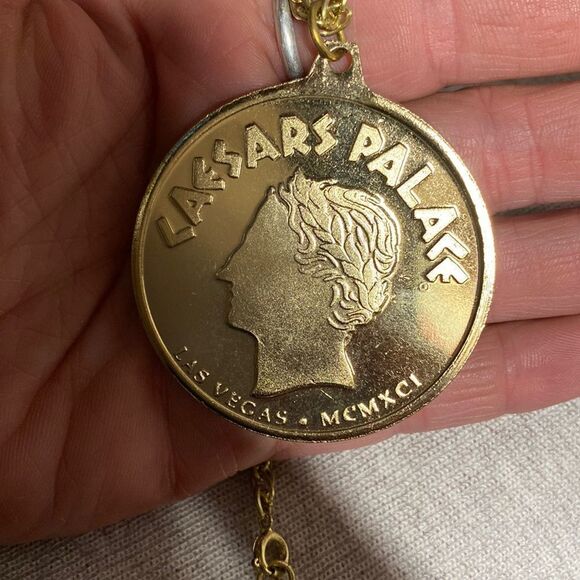 CAESARS PALACE
®
LAS VEGAS • MCMXCI